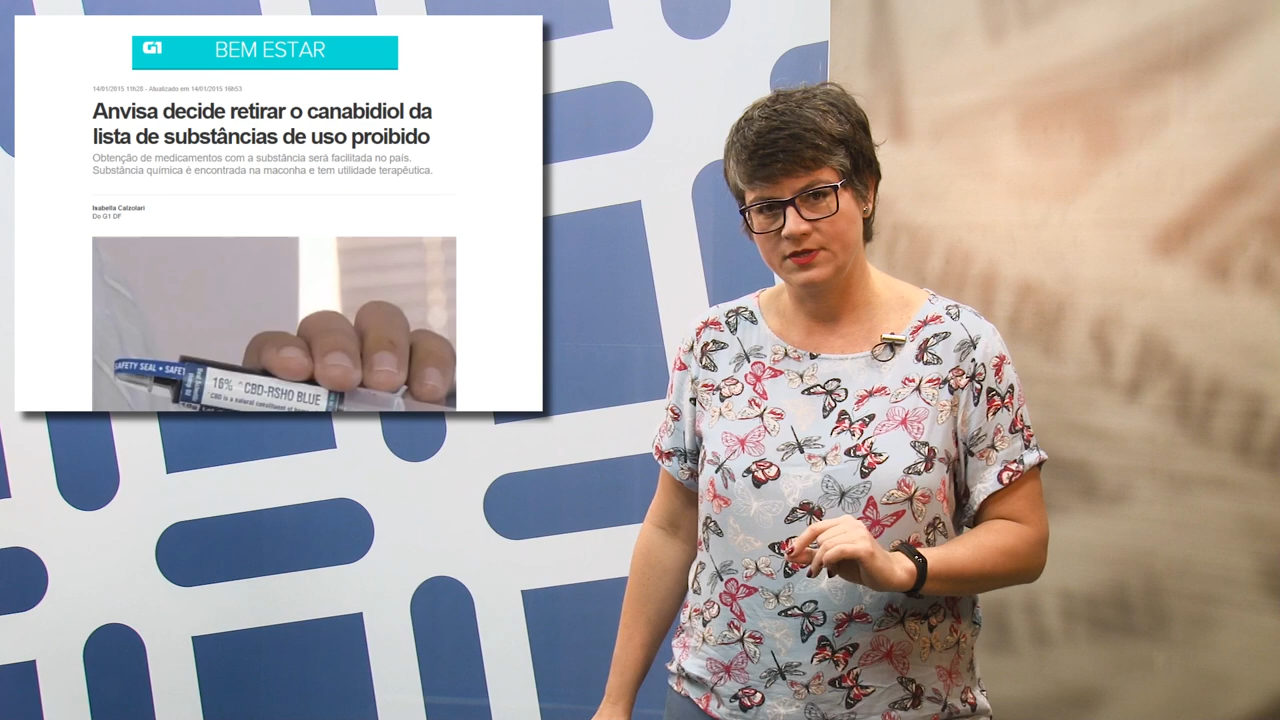 G1 BEM ESTAR
14/01/2015 11h28 - Atualizado em 14/01/2015 16h53
Anvisa decide retirar o canabidiol da
lista de substâncias de uso proibido
Obtenção de medicamentos com a substância será facilitada no país.
Substância química é encontrada na maconha e tem utilidade terapêutica.
Isabella Calzolari
Do G1 DF
SAFETY SEAL • SAFET
16% CBD-RSHO BLUE
CBD is a natural constituent of